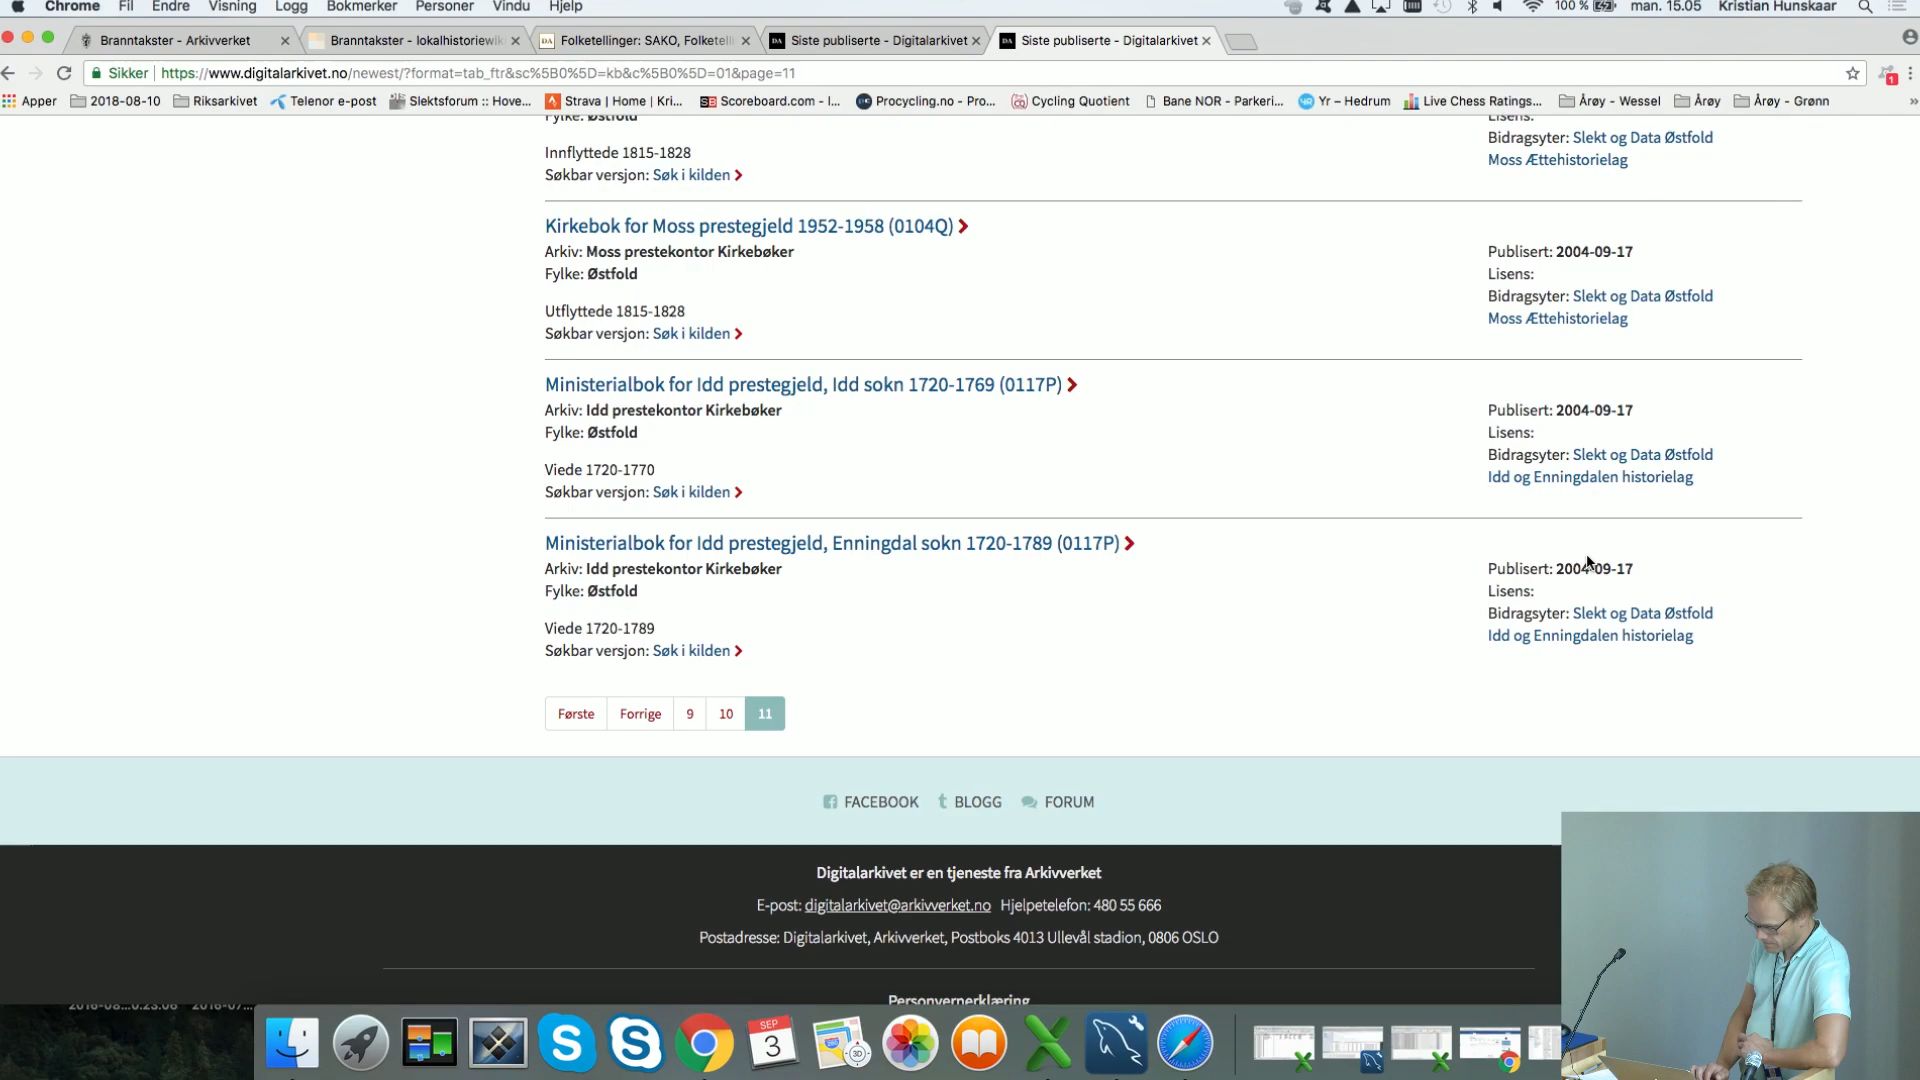 Chrome Fil Endre Visning Logg Bokmerker Personer Vindu Hjelp 100 % man. 15.05 Kristian Hunskaar
Branntakster - Arkivverket Branntakster - lokalhistoriewik Folketellinger: SAKO, Folketelli Siste publiserte - Digitalarkivet Siste publiserte - Digitalarkivet
Sikker https://www.digitalarkivet.no/newest/?format=tab_ftr&sc%5B0%5D=kb&c%5B0%5D=01&page=11
Apper 2018-08-10 Riksarkivet Telenor e-post Slektsforum :: Hove... Strava | Home | Kri... Scoreboard.com - I... Procycling.no - Pro... Cycling Quotient Bane NOR - Parkeri... Yr – Hedrum Live Chess Ratings... Årøy - Wessel Årøy Årøy - Grønn »
Fylke: Østfold
Innflyttede 1815-1828
Søkbar versjon: Søk i kilden
Lisens:
Bidragsyter: Slekt og Data Østfold
Moss Ættehistorielag
Kirkebok for Moss prestegjeld 1952-1958 (0104Q)
Arkiv: Moss prestekontor Kirkebøker
Fylke: Østfold
Utflyttede 1815-1828
Søkbar versjon: Søk i kilden
Publisert: 2004-09-17
Lisens:
Bidragsyter: Slekt og Data Østfold
Moss Ættehistorielag
Ministerialbok for Idd prestegjeld, Idd sokn 1720-1769 (0117P)
Arkiv: Idd prestekontor Kirkebøker
Fylke: Østfold
Viede 1720-1770
Søkbar versjon: Søk i kilden
Publisert: 2004-09-17
Lisens:
Bidragsyter: Slekt og Data Østfold
Idd og Enningdalen historielag
Ministerialbok for Idd prestegjeld, Enningdal sokn 1720-1789 (0117P)
Arkiv: Idd prestekontor Kirkebøker
Fylke: Østfold
Viede 1720-1789
Søkbar versjon: Søk i kilden
Publisert: 2004-09-17
Lisens:
Bidragsyter: Slekt og Data Østfold
Idd og Enningdalen historielag
Første Forrige 9 10 11
FACEBOOK BLOGG FORUM
Digitalarkivet er en tjeneste fra Arkivverket
E-post: digitalarkivet@arkivverket.no Hjelpetelefon: 480 55 666
Postadresse: Digitalarkivet, Arkivverket, Postboks 4013 Ullevål stadion, 0806 OSLO
Personvernerklæring
SEP
3